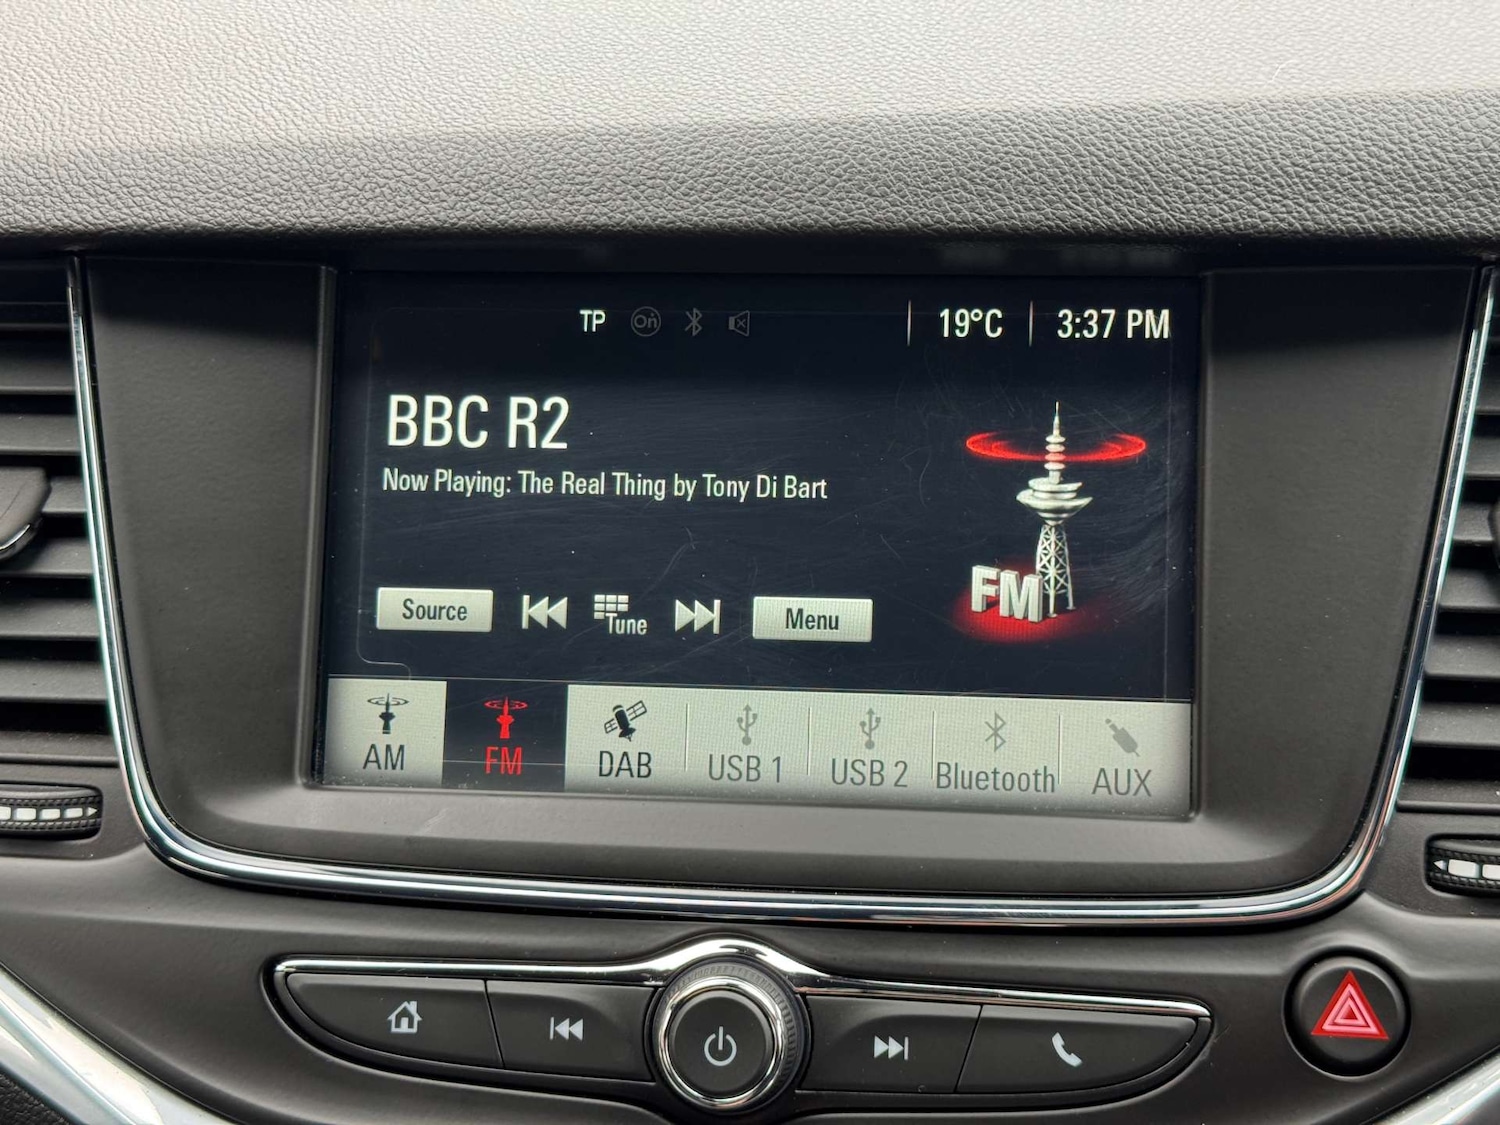 TP On 19°C 3:37 PM
BBC R2
Now Playing: The Real Thing by Tony Di Bart
Source Tune Menu
FM
AM FM DAB USB 1 USB 2 Bluetooth AUX